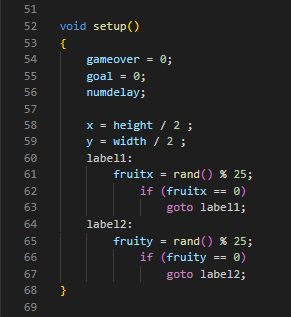 51
52 void setup()
53 {
54 gameover = 0;
55 goal = 0;
56 numdelay;
57
58 x = height / 2 ;
59 y = width / 2 ;
60 label1:
61 fruitx = rand() % 25;
62 if (fruitx == 0)
63 goto label1;
64 label2:
65 fruity = rand() % 25;
66 if (fruity == 0)
67 goto label2;
68 }
69